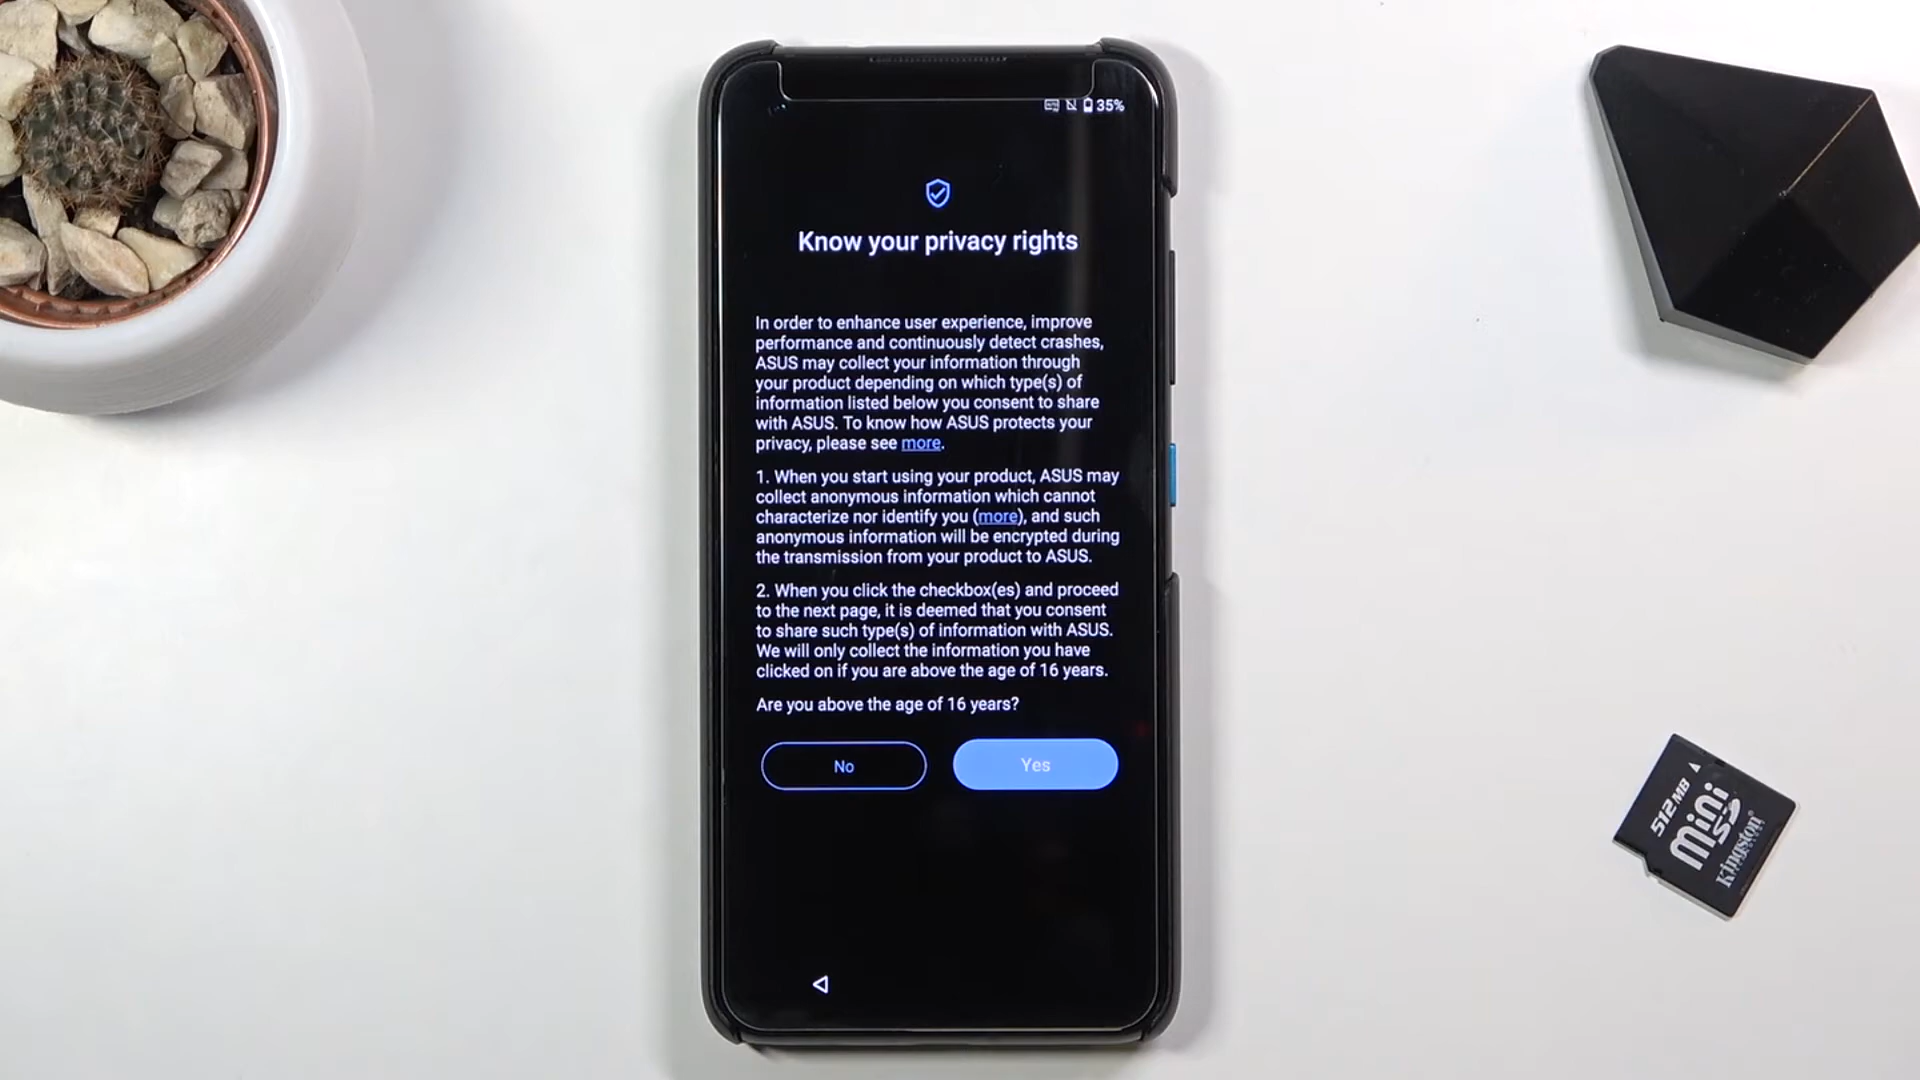 35%
Know your privacy rights
In order to enhance user experience, improve
performance and continuously detect crashes,
ASUS may collect your information through
your product depending on which type(s) of
information listed below you consent to share
with ASUS. To know how ASUS protects your
privacy, please see more.
1. When you start using your product, ASUS may
collect anonymous information which cannot
characterize nor identify you (more), and such
anonymous information will be encrypted during
the transmission from your product to ASUS.
2. When you click the checkbox(es) and proceed
to the next page, it is deemed that you consent
to share such type(s) of information with ASUS.
We will only collect the information you have
clicked on if you are above the age of 16 years.
Are you above the age of 16 years?
No
Yes
512 MB
mini
SD
Kingston